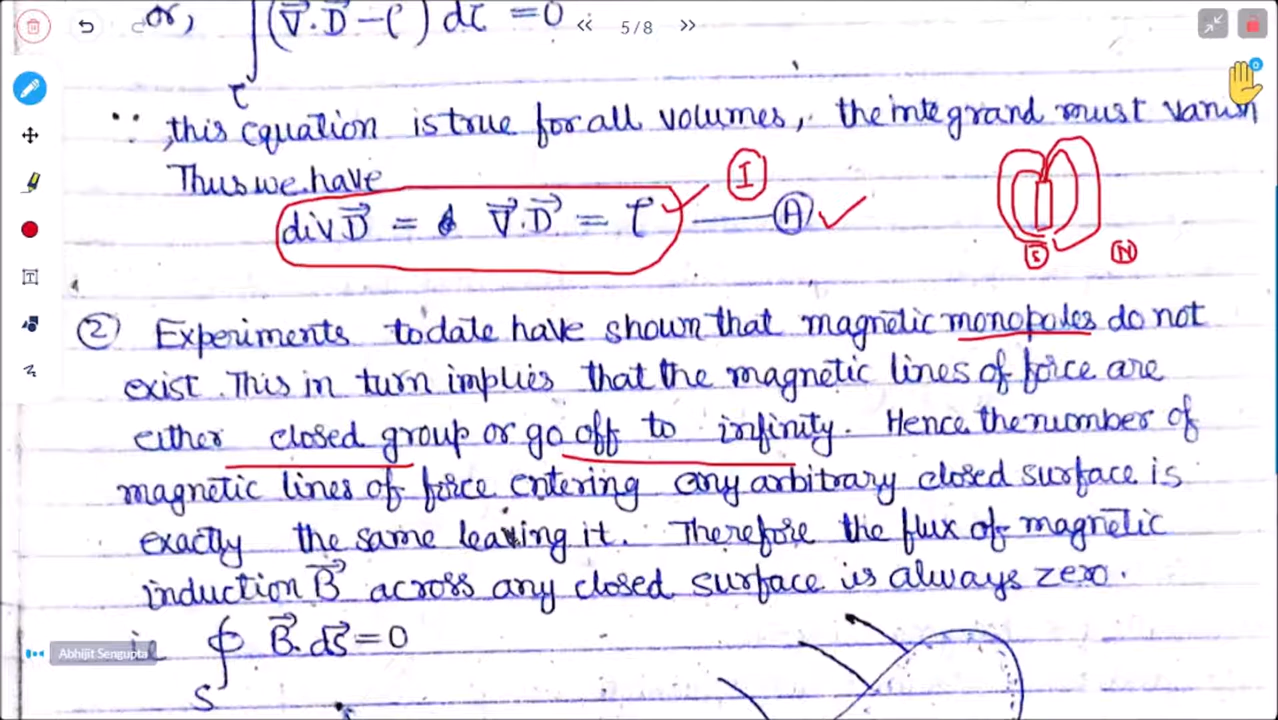 or, ∫(∇⃗.D⃗ - ρ) dτ = 0
<< 5/8 >>
τ
∵, this equation is true for all volumes, the integrand must vanish
Thus we have
I
div D⃗ = ∇⃗.D⃗ = ρ —— A ✓
S N
② Experiments to date have shown that magnetic monopoles do not
exist. This in turn implies that the magnetic lines of force are
either closed group or go off to infinity. Hence the number of
magnetic lines of force entering any arbitrary closed surface is
exactly the same leaving it. Therefore the flux of magnetic
induction B⃗ across any closed surface is always zero.
ie ∮ B⃗. dS⃗ = 0
Abhijit Sengupta
S